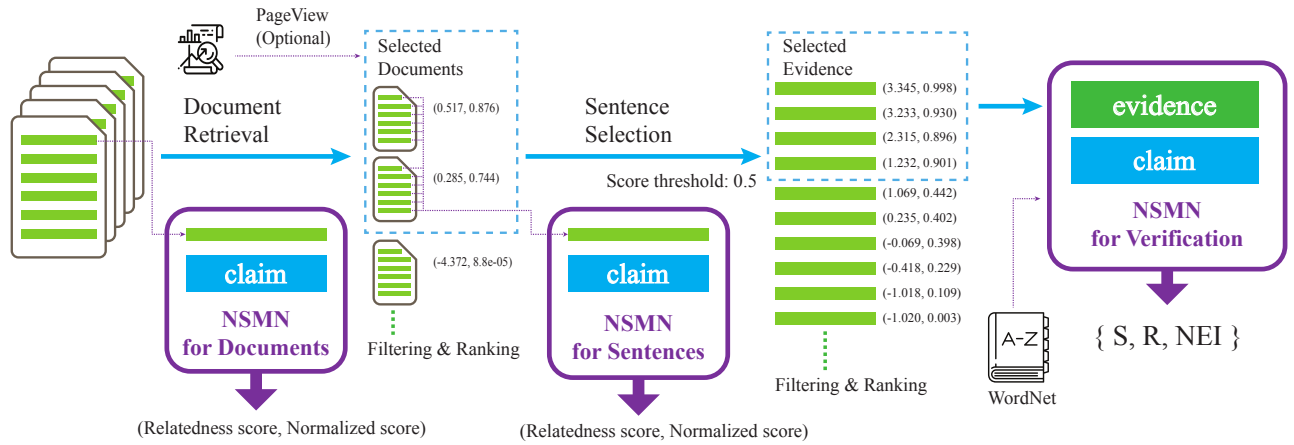 PageView
(Optional)
Document
Retrieval
claim
NSMN
for Documents
(Relatedness score, Normalized score)
Selected
Documents
(0.517, 0.876)
(0.285, 0.744)
(-4.372, 8.8e-05)
Filtering & Ranking
Sentence
Selection
Score threshold: 0.5
claim
NSMN
for Sentences
(Relatedness score, Normalized score)
Selected
Evidence
(3.345, 0.998)
(3.233, 0.930)
(2.315, 0.896)
(1.232, 0.901)
(1.069, 0.442)
(0.235, 0.402)
(-0.069, 0.398)
(-0.418, 0.229)
(-1.018, 0.109)
(-1.020, 0.003)
Filtering & Ranking
evidence
claim
NSMN
for Verification
A-Z
WordNet
{ S, R, NEI }